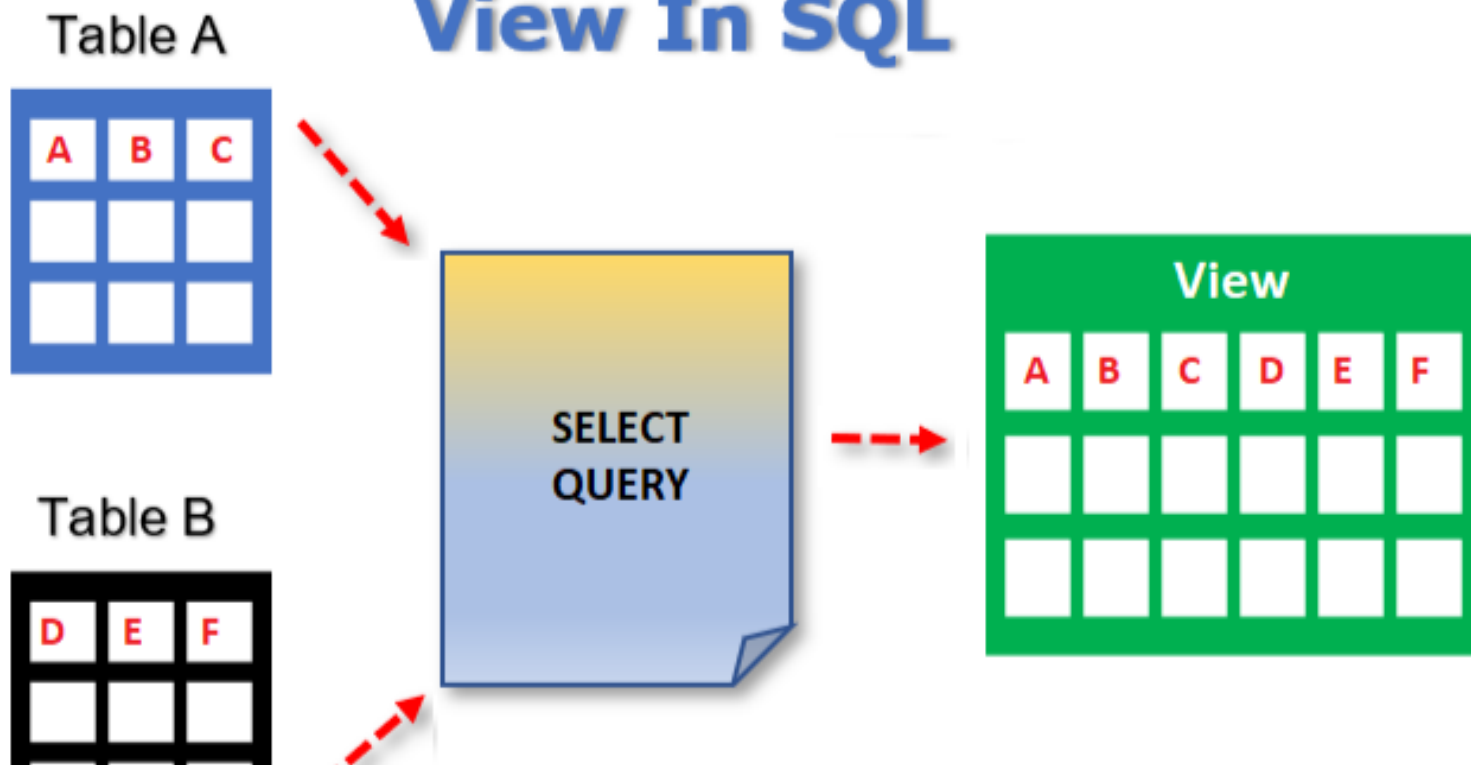 View In SQL
Table A
A B C
SELECT
QUERY
View
A B C D E F
Table B
D E F